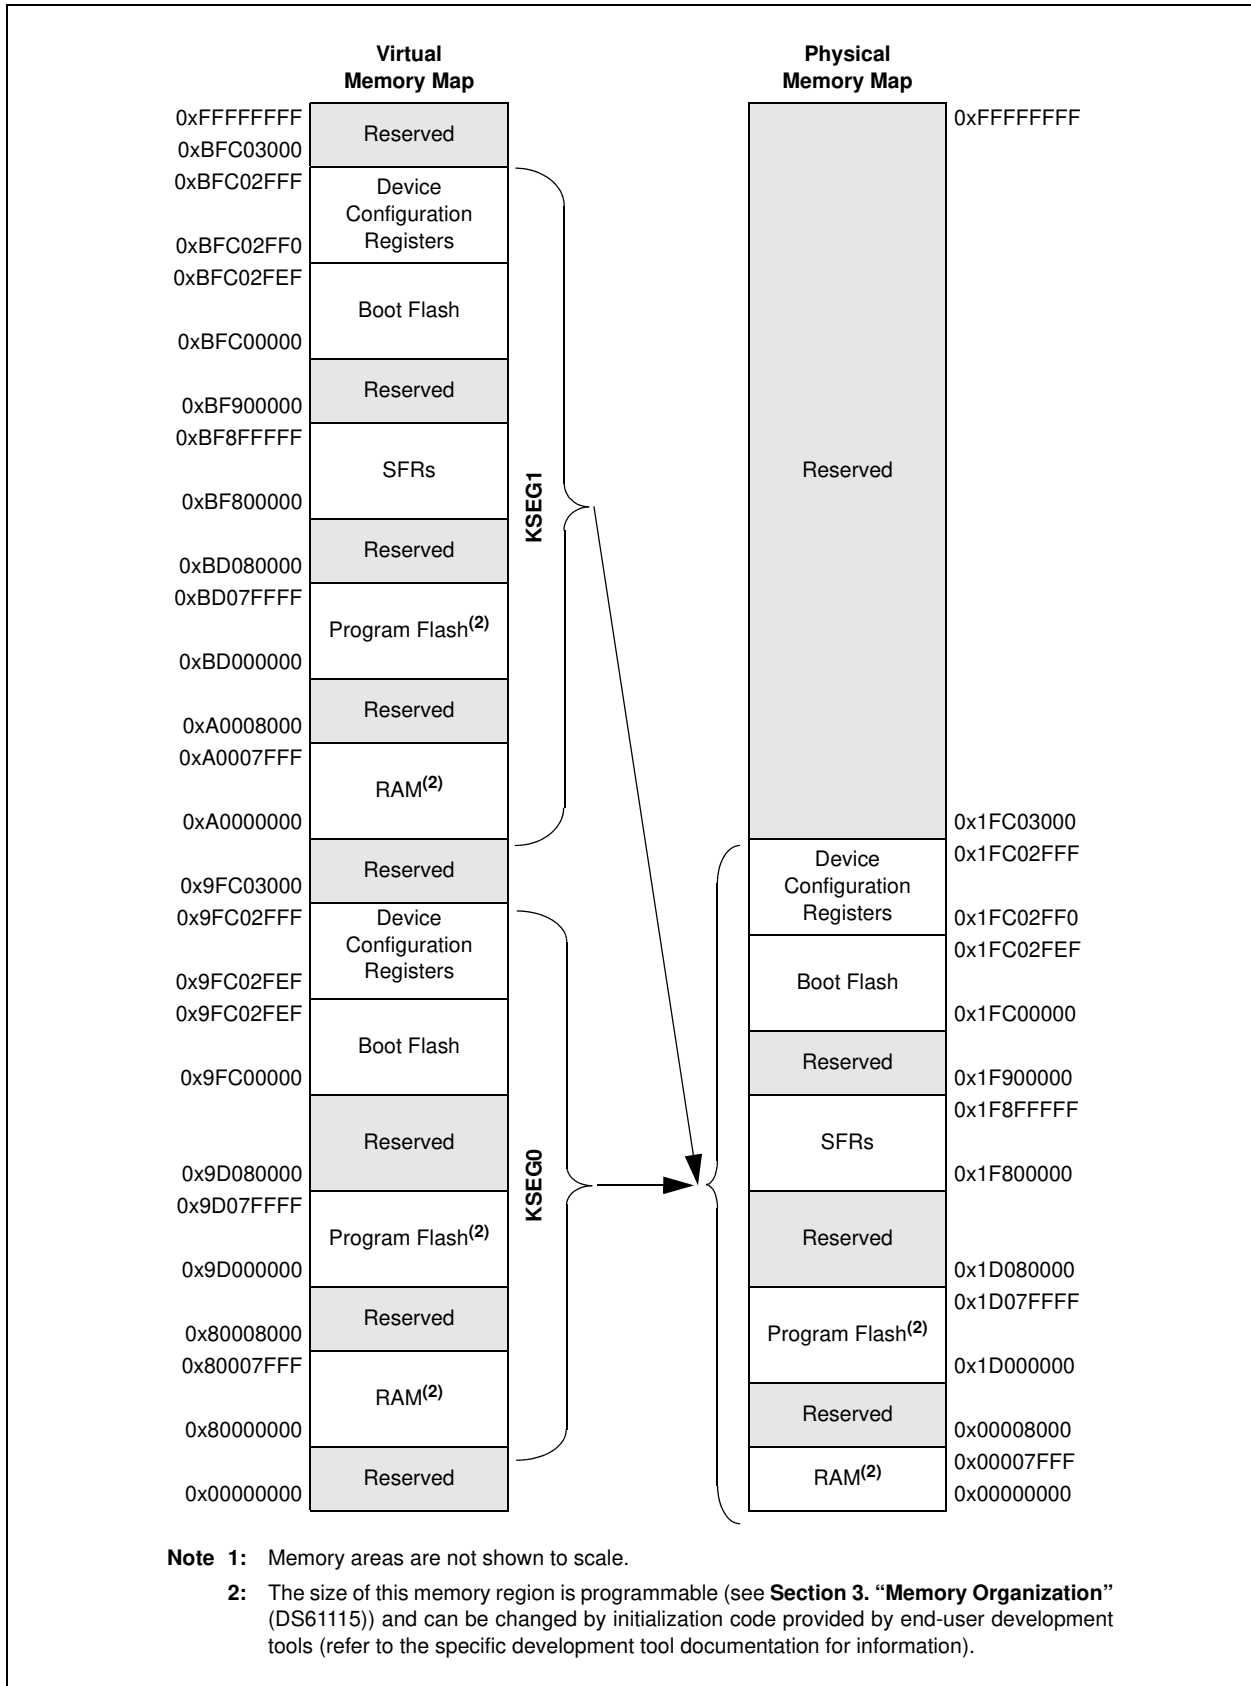 Virtual
Memory Map
0xFFFFFFFF
Reserved
0xBFC03000
0xBFC02FFF
Device
Configuration
Registers
0xBFC02FF0
0xBFC02FEF
Boot Flash
0xBFC00000
Reserved
0xBF900000
0xBF8FFFFF
SFRs
0xBF800000
Reserved
0xBD080000
0xBD07FFFF
Program Flash(2)
0xBD000000
Reserved
0xA0008000
0xA0007FFF
RAM(2)
0xA0000000
Reserved
0x9FC03000
0x9FC02FFF
Device
Configuration
Registers
0x9FC02FEF
0x9FC02FEF
Boot Flash
0x9FC00000
Reserved
0x9D080000
0x9D07FFFF
Program Flash(2)
0x9D000000
Reserved
0x80008000
0x80007FFF
RAM(2)
0x80000000
Reserved
0x00000000
KSEG1
KSEG0
Physical
Memory Map
0xFFFFFFFF
Reserved
0x1FC03000
0x1FC02FFF
Device
Configuration
Registers
0x1FC02FF0
0x1FC02FEF
Boot Flash
0x1FC00000
Reserved
0x1F900000
0x1F8FFFFF
SFRs
0x1F800000
Reserved
0x1D080000
0x1D07FFFF
Program Flash(2)
0x1D000000
Reserved
0x00008000
0x00007FFF
RAM(2)
0x00000000
Note 1: Memory areas are not shown to scale.
2: The size of this memory region is programmable (see Section 3. “Memory Organization”
(DS61115)) and can be changed by initialization code provided by end-user development
tools (refer to the specific development tool documentation for information).